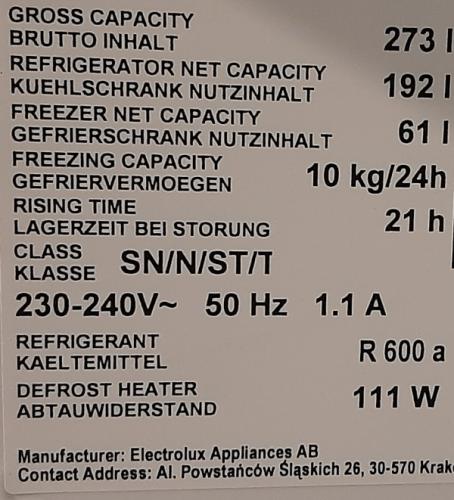 GROSS CAPACITY
BRUTTO INHALT 273 l
REFRIGERATOR NET CAPACITY
KUEHLSCHRANK NUTZINHALT 192 l
FREEZER NET CAPACITY
GEFRIERSCHRANK NUTZINHALT 61 l
FREEZING CAPACITY
GEFRIERVERMOEGEN 10 kg/24h
RISING TIME
LAGERZEIT BEI STORUNG 21 h
CLASS
KLASSE SN/N/ST/T
230-240V~ 50 Hz 1.1 A
REFRIGERANT
KAELTEMITTEL R 600 a
DEFROST HEATER
ABTAUWIDERSTAND 111 W
Manufacturer: Electrolux Appliances AB
Contact Address: Al. Powstańców Śląskich 26, 30-570